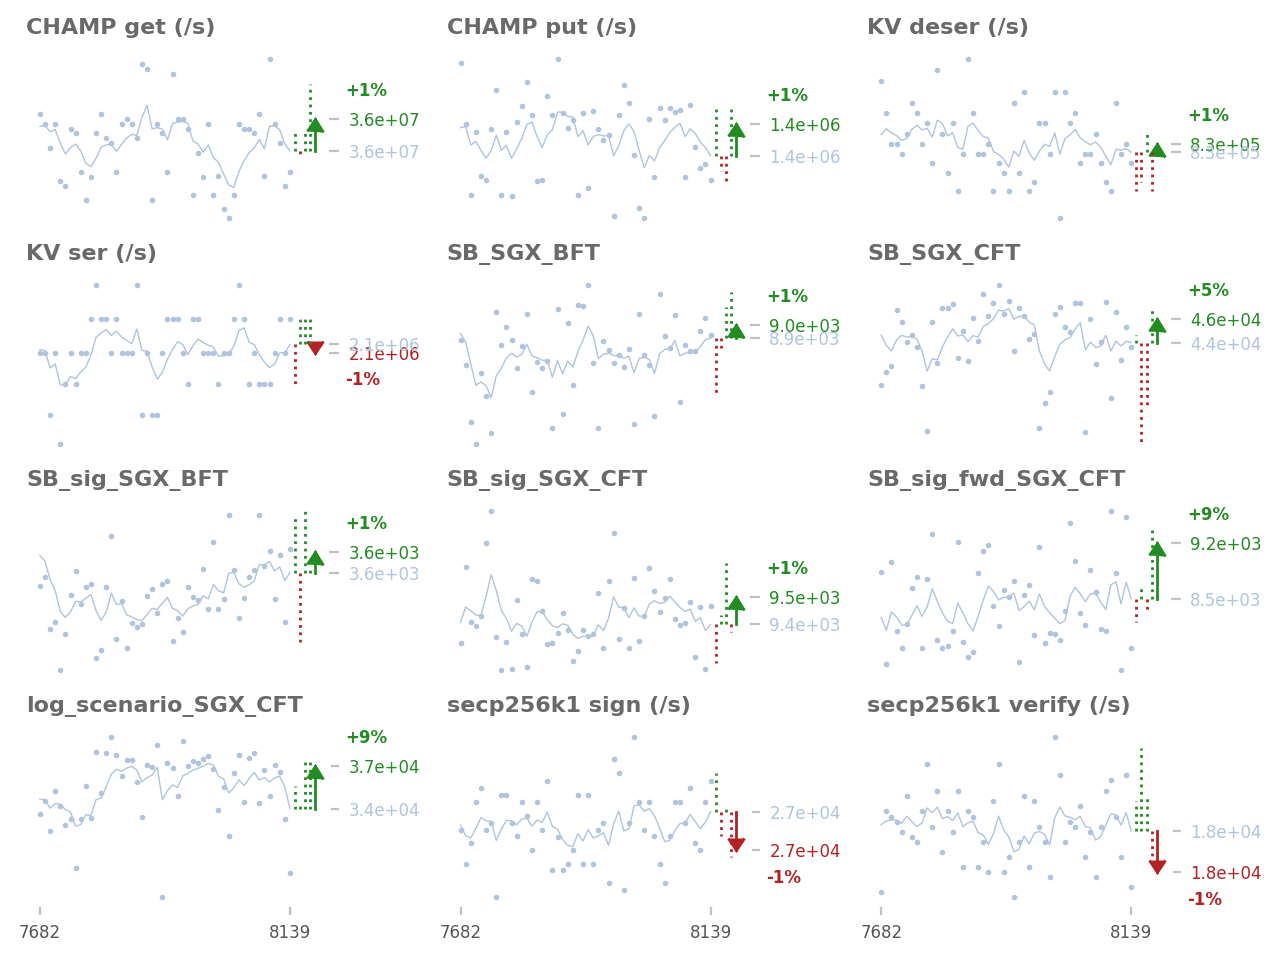 CHAMP get (/s)
+1%
3.6e+07
3.6e+07
CHAMP put (/s)
+1%
1.4e+06
1.4e+06
KV deser (/s)
+1%
8.3e+05
8.3e+05
KV ser (/s)
2.1e+06
2.1e+06
-1%
SB_SGX_BFT
+1%
9.0e+03
8.9e+03
SB_SGX_CFT
+5%
4.6e+04
4.4e+04
SB_sig_SGX_BFT
+1%
3.6e+03
3.6e+03
SB_sig_SGX_CFT
+1%
9.5e+03
9.4e+03
SB_sig_fwd_SGX_CFT
+9%
9.2e+03
8.5e+03
log_scenario_SGX_CFT
+9%
3.7e+04
3.4e+04
7682 8139
secp256k1 sign (/s)
2.7e+04
2.7e+04
-1%
7682 8139
secp256k1 verify (/s)
1.8e+04
1.8e+04
-1%
7682 8139